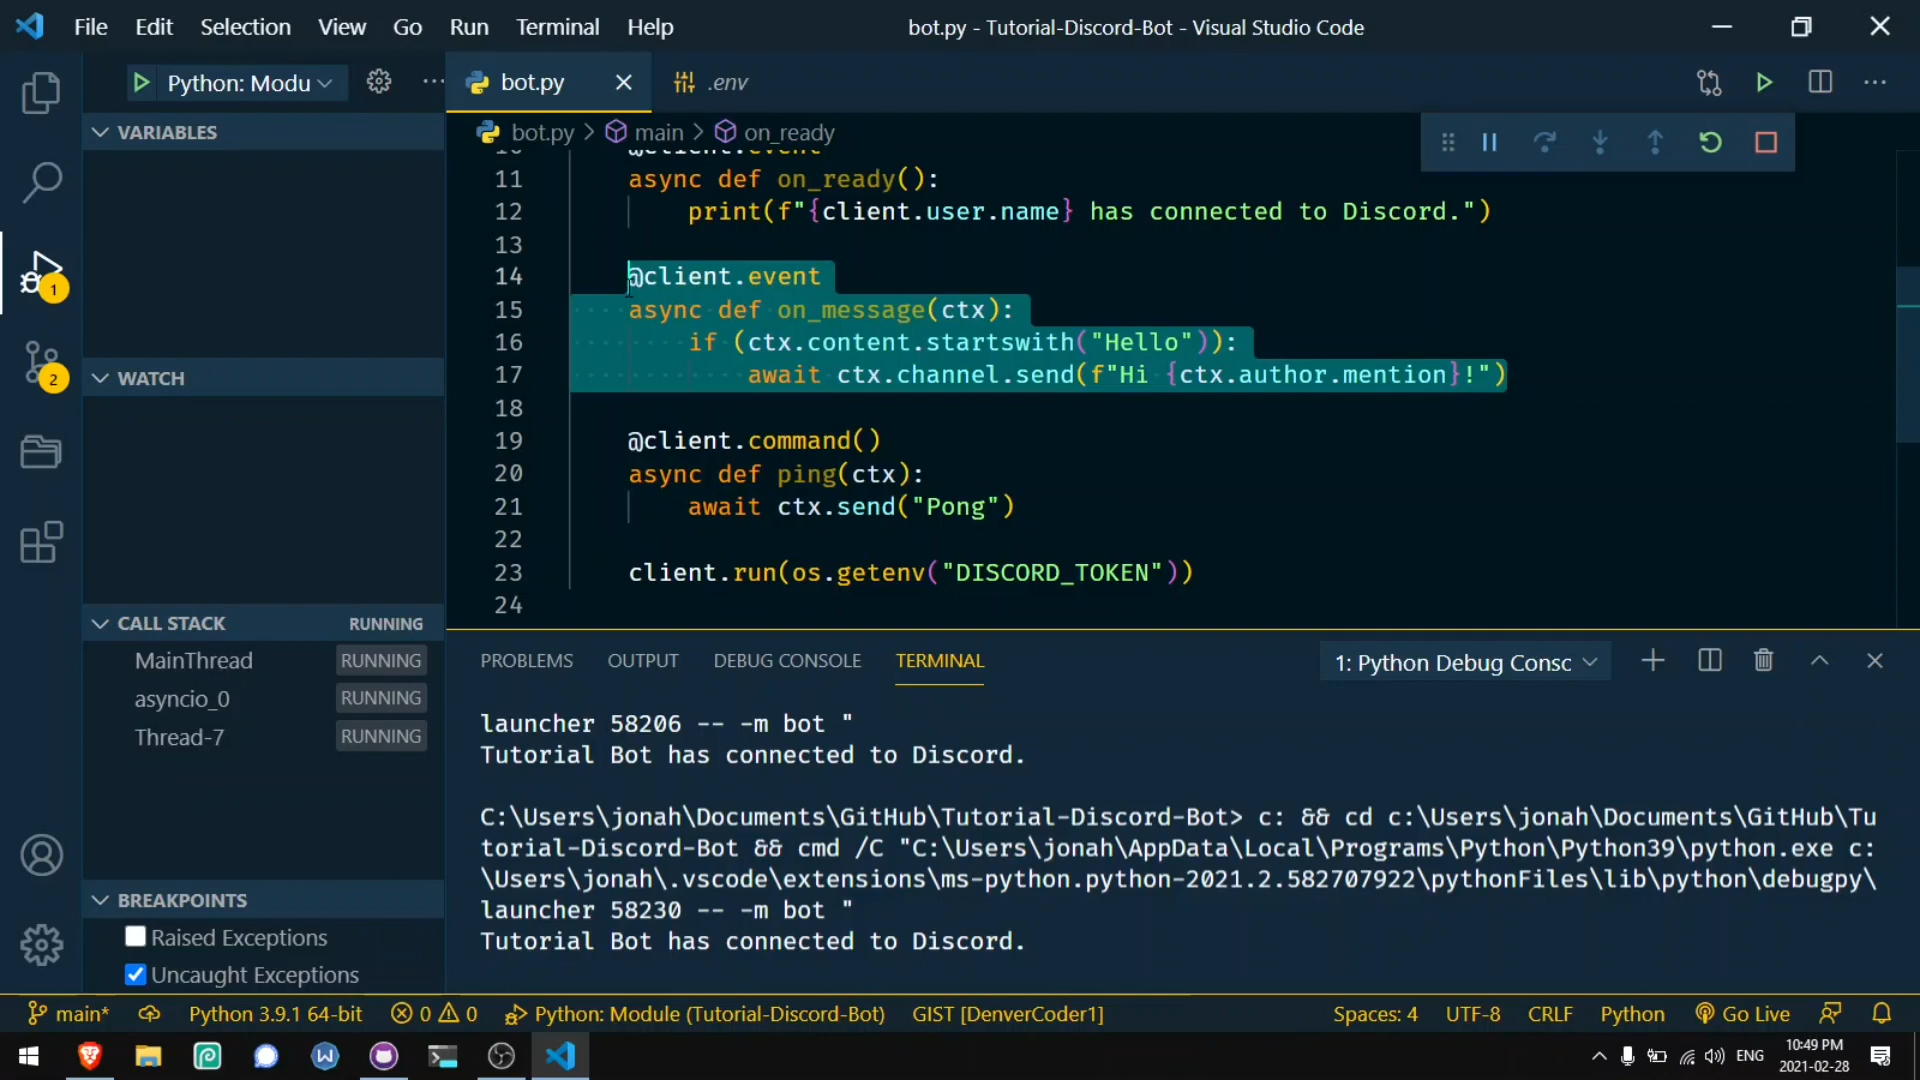 File Edit Selection View Go Run Terminal Help
bot.py - Tutorial-Discord-Bot - Visual Studio Code
Python: Modu
bot.py
.env
bot.py > main > on_ready
VARIABLES
WATCH
CALL STACK RUNNING
MainThread RUNNING
asyncio_0 RUNNING
Thread-7 RUNNING
BREAKPOINTS
Raised Exceptions
Uncaught Exceptions
1
2
10 @client.event
11 async def on_ready():
12 print(f"{client.user.name} has connected to Discord.")
13
14 @client.event
15 async def on_message(ctx):
16 if (ctx.content.startswith("Hello")):
17 await ctx.channel.send(f"Hi {ctx.author.mention}!")
18
19 @client.command()
20 async def ping(ctx):
21 await ctx.send("Pong")
22
23 client.run(os.getenv("DISCORD_TOKEN"))
24
PROBLEMS OUTPUT DEBUG CONSOLE TERMINAL
1: Python Debug Consc
launcher 58206 -- -m bot "
Tutorial Bot has connected to Discord.
C:\Users\jonah\Documents\GitHub\Tutorial-Discord-Bot> c: && cd c:\Users\jonah\Documents\GitHub\Tu
torial-Discord-Bot && cmd /C "C:\Users\jonah\AppData\Local\Programs\Python\Python39\python.exe c:
\Users\jonah\.vscode\extensions\ms-python.python-2021.2.582707922\pythonFiles\lib\python\debugpy\
launcher 58230 -- -m bot "
Tutorial Bot has connected to Discord.
main* Python 3.9.1 64-bit 0 0 Python: Module (Tutorial-Discord-Bot) GIST [DenverCoder1] Spaces: 4 UTF-8 CRLF Python Go Live
ENG
10:49 PM
2021-02-28